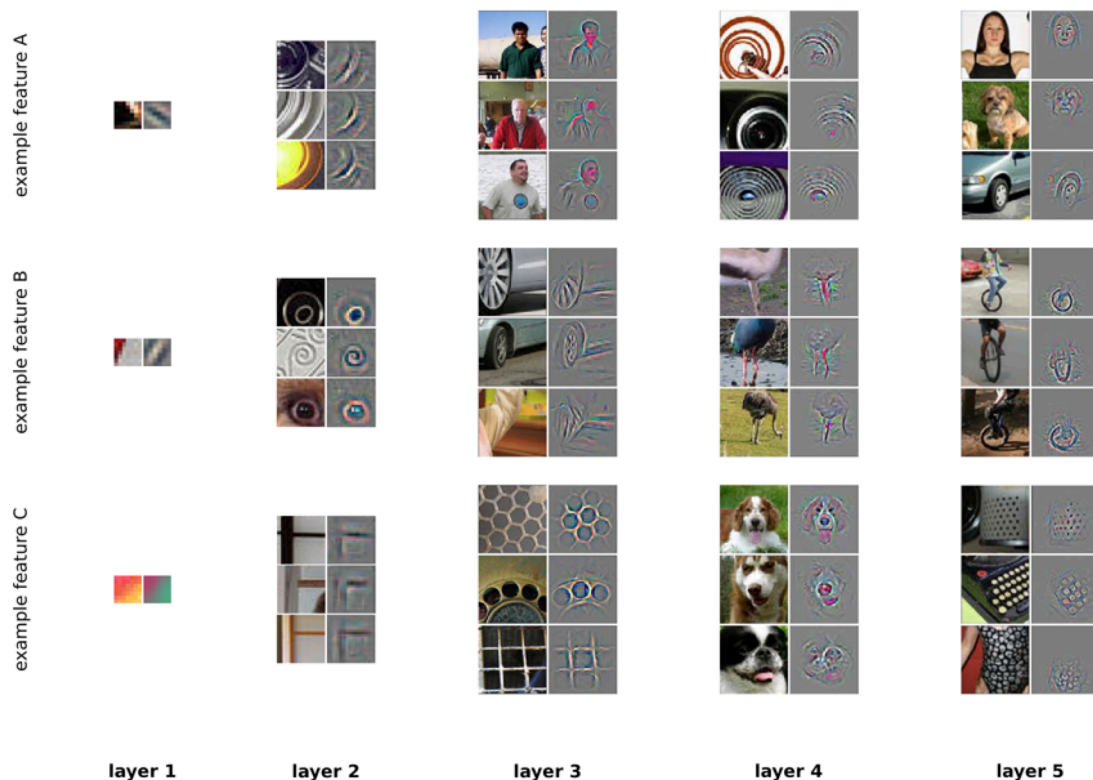 example feature A
example feature B
example feature C
layer 1
layer 2
layer 3
layer 4
layer 5